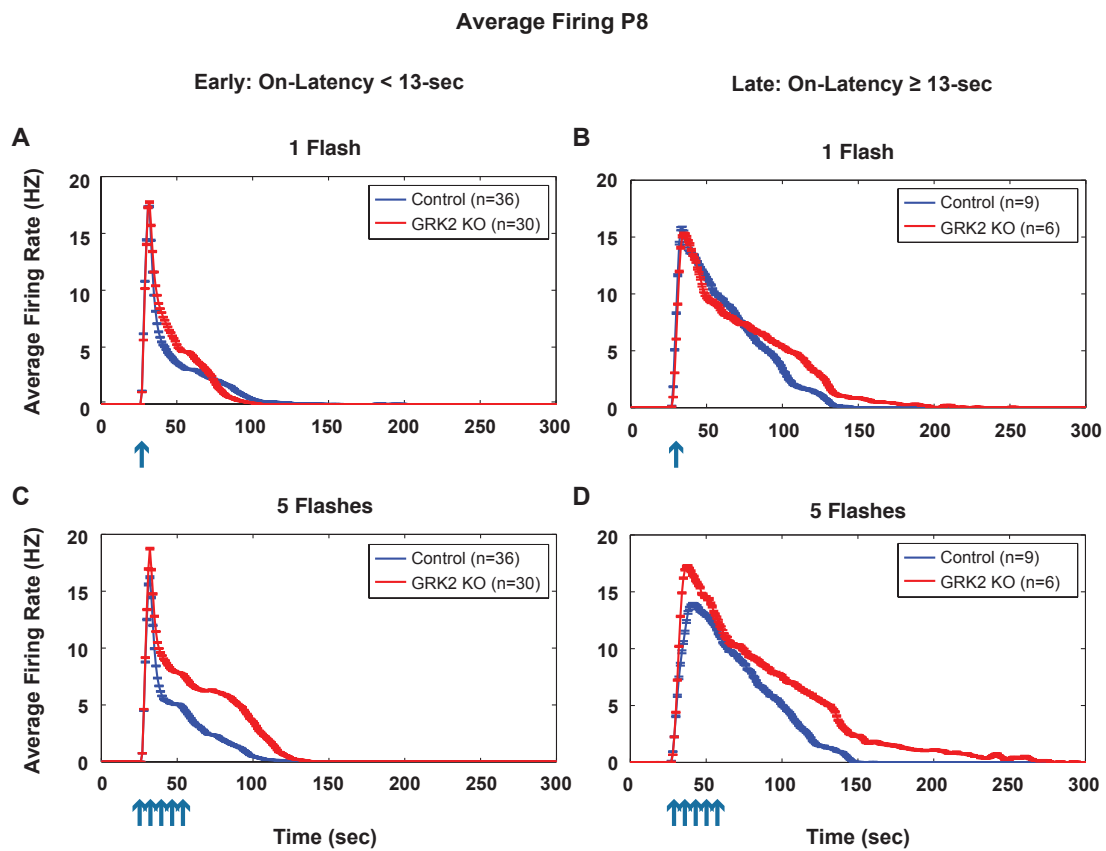 Average Firing P8
Early: On-Latency < 13-sec
Late: On-Latency ≥ 13-sec
A
1 Flash
Average Firing Rate (HZ)
20
15
10
5
0
Control (n=36)
GRK2 KO (n=30)
0 50 100 150 200 250 300
B
1 Flash
20
15
10
5
0
Control (n=9)
GRK2 KO (n=6)
0 50 100 150 200 250 300
C
5 Flashes
Average Firing Rate (HZ)
20
15
10
5
0
Control (n=36)
GRK2 KO (n=30)
0 50 100 150 200 250 300
Time (sec)
D
5 Flashes
20
15
10
5
0
Control (n=9)
GRK2 KO (n=6)
0 50 100 150 200 250 300
Time (sec)